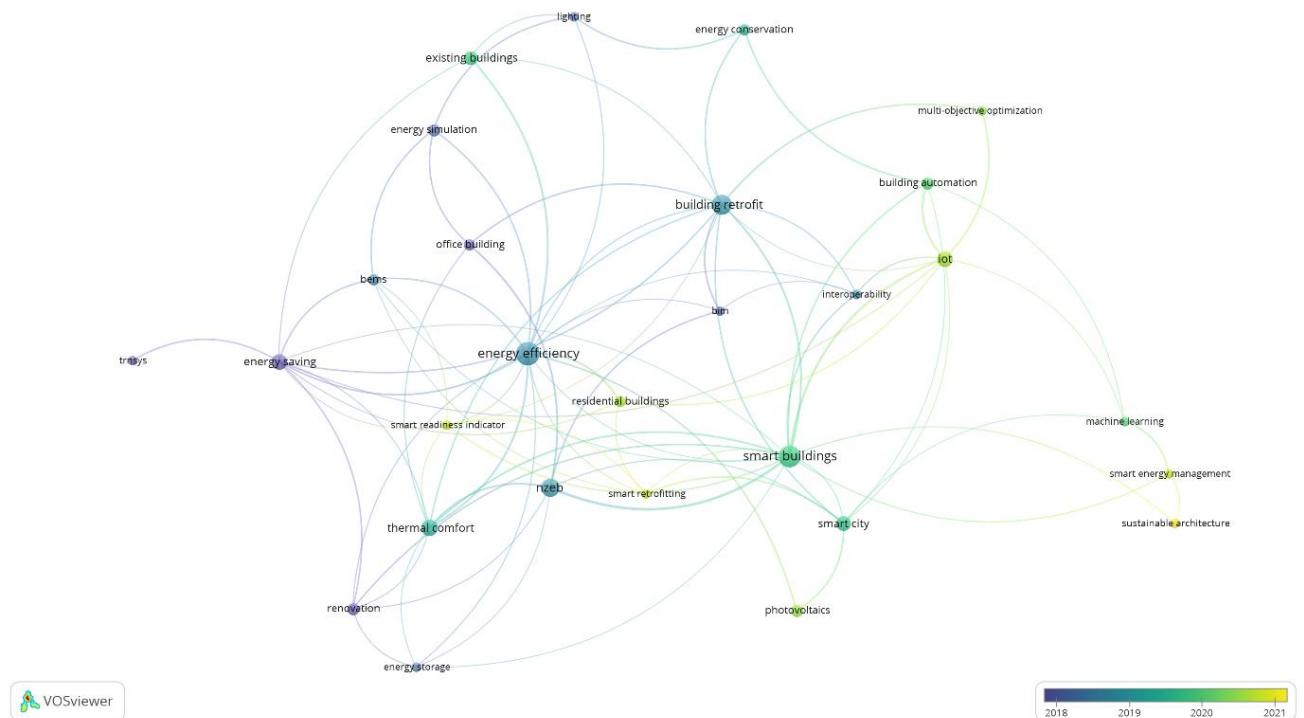 lighting
energy conservation
existing buildings
multi-objective optimization
energy simulation
building automation
building retrofit
office building
iot
bems
interoperability
bim
energy efficiency
trnsys
energy saving
residential buildings
machine learning
smart readiness indicator
smart buildings
smart energy management
nzeb
smart retrofitting
thermal comfort
smart city
sustainable architecture
renovation
photovoltaics
energy storage
VOSviewer
2018 2019 2020 2021